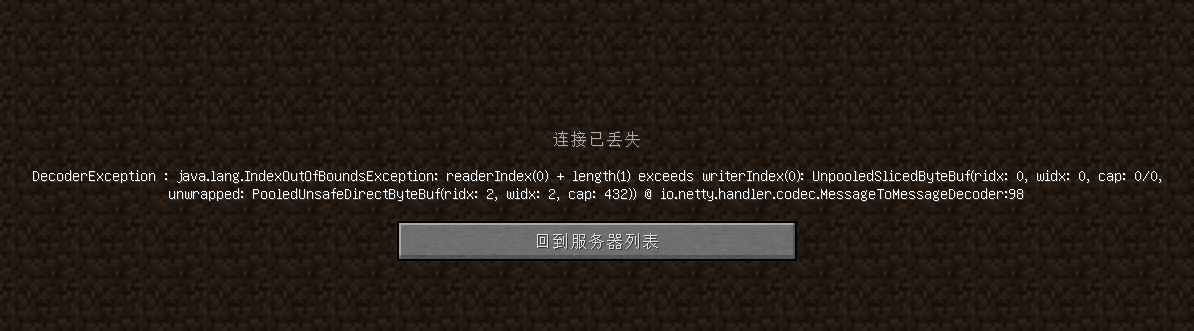 连接已丢失
DecoderException : java.lang.IndexOutOfBoundsException: readerIndex(0) + length(1) exceeds writerIndex(0): UnpooledSlicedByteBuf(ridx: 0, widx: 0, cap: 0/0,
unwrapped: PooledUnsafeDirectByteBuf(ridx: 2, widx: 2, cap: 432)) @ io.netty.handler.codec.MessageToMessageDecoder:98
回到服务器列表